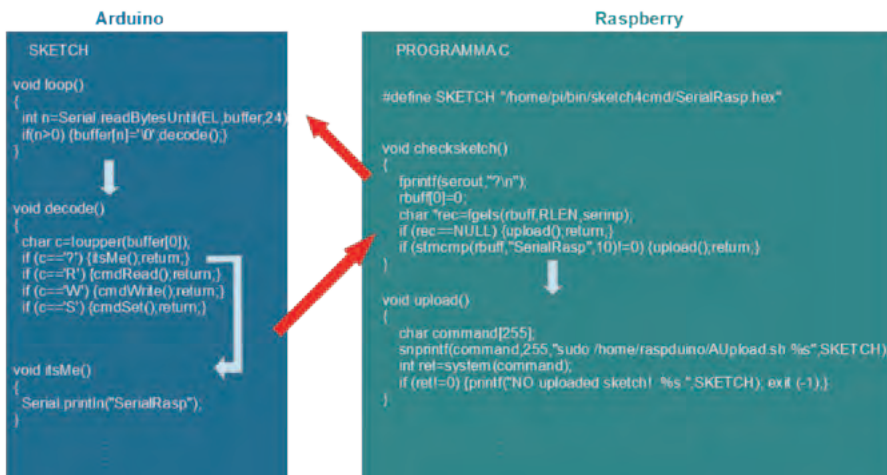 Arduino
SKETCH
void loop()
{
int n=Serial.readBytesUntil(EL,buffer,24)
if(n>0) {buffer[n]='\0';decode();}
}
void decode()
{
char c=toupper(buffer[0]);
if (c=='?') {itsMe();return;}
if (c=='R') {cmdRead();return;}
if (c=='W') {cmdWrite();return;}
if (c=='S') {cmdSet();return;}
void itsMe()
{
Serial.println("SerialRasp");
}
Raspberry
PROGRAMMA C
#define SKETCH "/home/pi/bin/sketch4cmd/SerialRasp.hex"
void checksketch()
{
fprintf(serout,"?\n");
rbuff[0]=0;
char *rec=fgets(rbuff,RLEN,serinp);
if (rec==NULL) {upload();return;}
if (strncmp(rbuff,"SerialRasp",10)!=0) {upload();return;}
}
void upload()
{
char command[255];
snprintf(command,255,"sudo /home/raspduino/AUpload.sh %s",SKETCH)
int ret=system(command);
if (ret!=0) {printf("NO uploaded sketch! %s ",SKETCH); exit (-1);}
}